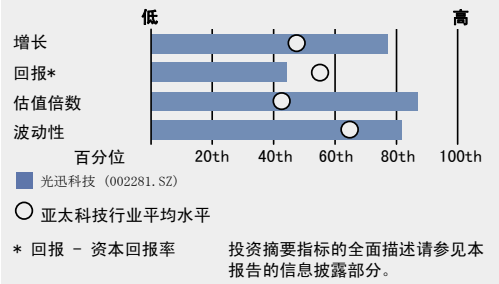 低 高
增长
回报*
估值倍数
波动性
百分位 20th 40th 60th 80th 100th
光迅科技 (002281.SZ)
亚太科技行业平均水平
* 回报 - 资本回报率 投资摘要指标的全面描述请参见本
报告的信息披露部分。